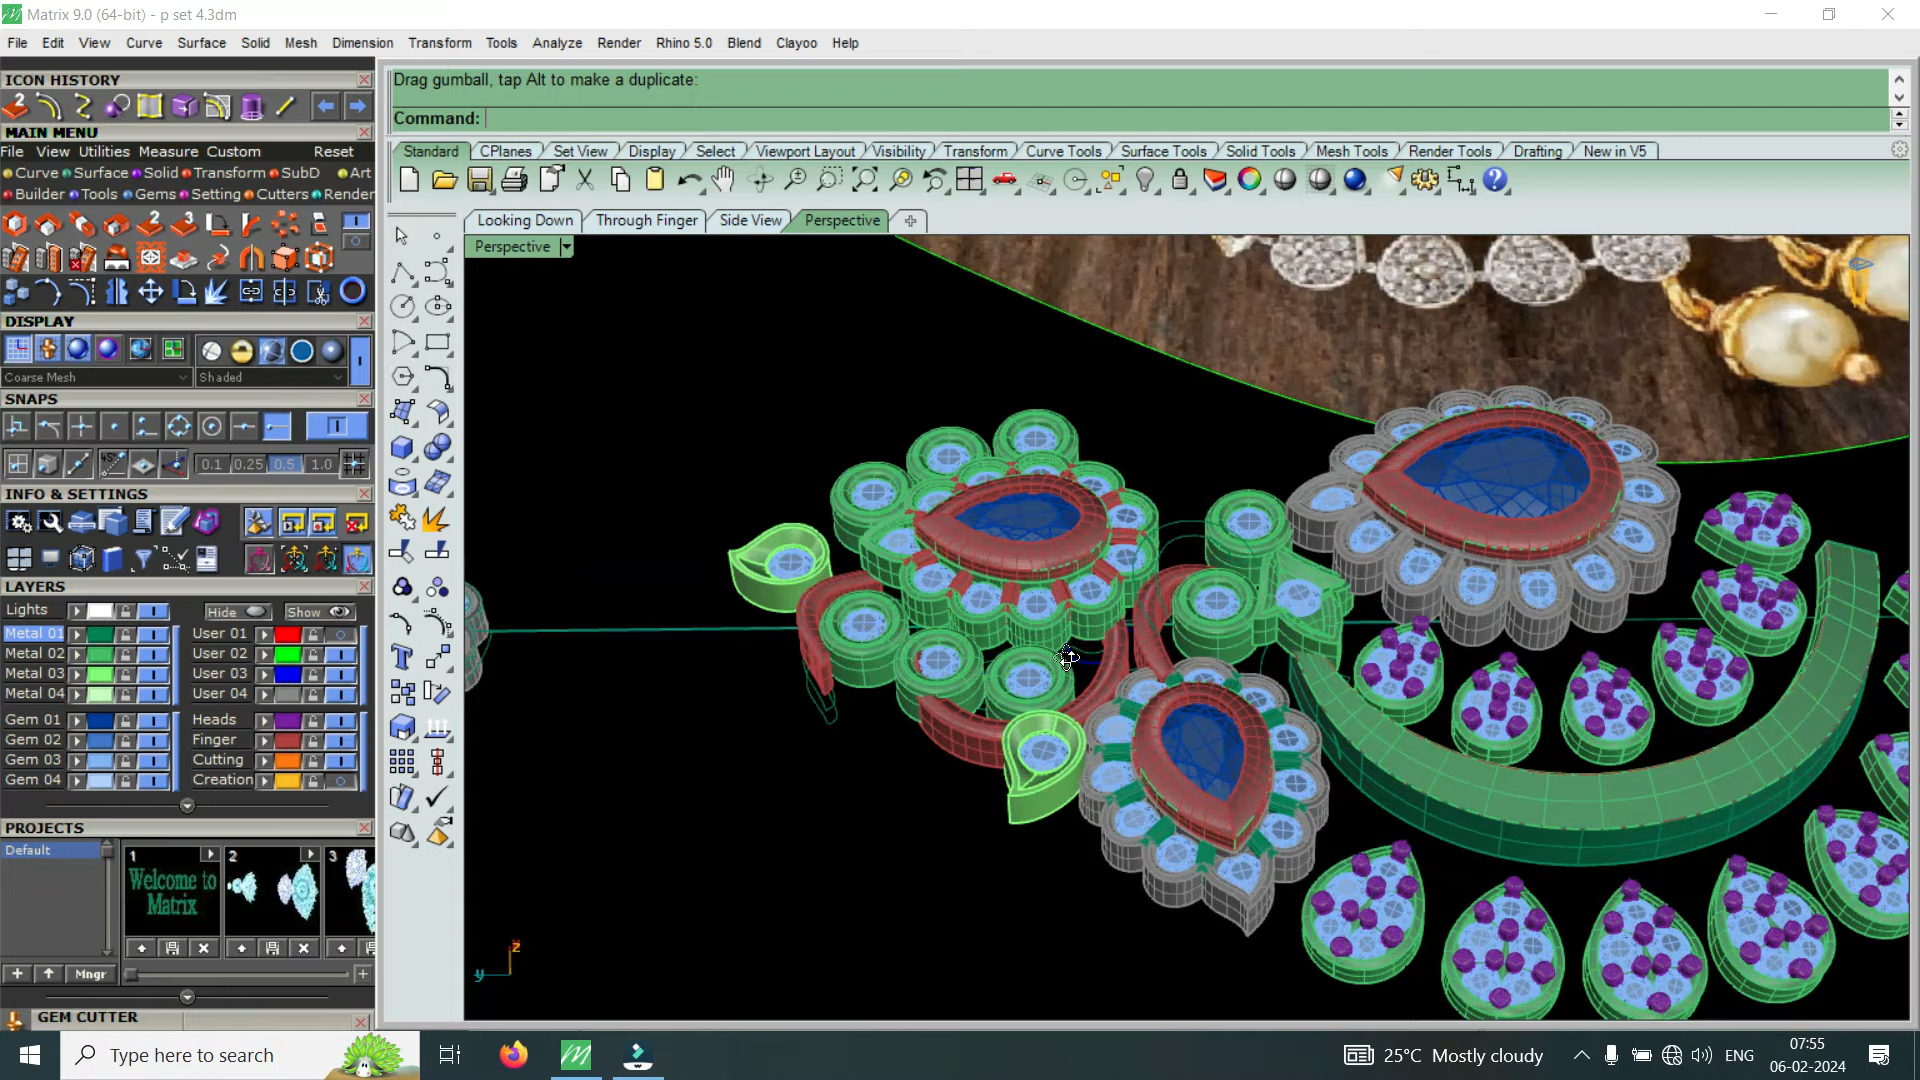 Matrix 9.0 (64-bit) - p set 4.3dm
File Edit View Curve Surface Solid Mesh Dimension Transform Tools Analyze Render Rhino 5.0 Blend Clayoo Help
ICON HISTORY
MAIN MENU
File View Utilities Measure Custom Reset
Curve Surface Solid Transform SubD Art
Builder Tools Gems Setting Cutters Render
DISPLAY
Coarse Mesh Shaded
SNAPS
0.1 0.25 0.5 1.0
INFO & SETTINGS
LAYERS
Lights Hide Show
Metal 01 User 01
Metal 02 User 02
Metal 03 User 03
Metal 04 User 04
Gem 01 Heads
Gem 02 Finger
Gem 03 Cutting
Gem 04 Creation
PROJECTS
Default
1 2 3
Welcome to
Matrix
Mngr
GEM CUTTER
Drag gumball, tap Alt to make a duplicate:
Command:
Standard CPlanes Set View Display Select Viewport Layout Visibility Transform Curve Tools Surface Tools Solid Tools Mesh Tools Render Tools Drafting New in V5
Looking Down Through Finger Side View Perspective
Perspective
z
y
Type here to search
25°C Mostly cloudy
ENG
07:55
06-02-2024